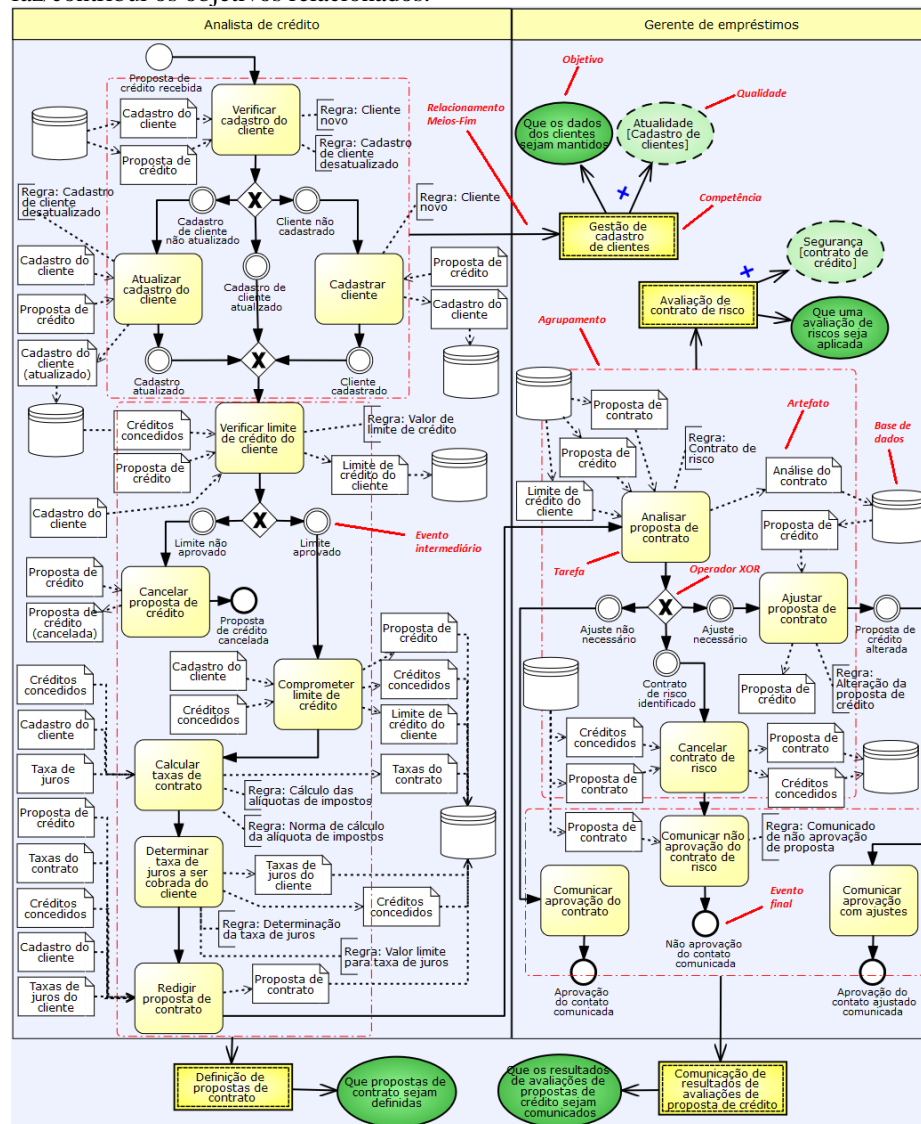 faz/contribui os objetivos relacionados.
Analista de crédito
Gerente de empréstimos
Proposta de
crédito recebida
Verificar
cadastro do
cliente
Cadastro do
cliente
Proposta de
crédito
Regra: Cliente
novo
Regra: Cadastro
de cliente
desatualizado
Relacionamento
Meios-Fim
Objetivo
Qualidade
Que os dados
dos clientes
sejam mantidos
Atualidade
[Cadastro de
clientes]
Competência
Gestão de
cadastro
de clientes
Regra: Cadastro
de cliente
desatualizado
Cadastro
de cliente
não atualizado
X
Cliente não
cadastrado
Regra: Cliente
novo
Cadastro do
cliente
Proposta de
crédito
Atualizar
cadastro do
cliente
Cadastro de
cliente
atualizado
Cadastrar
cliente
Proposta de
crédito
Cadastro do
cliente
Cadastro do
cliente
(atualizado)
Cadastro
atualizado
X
Cliente
cadastrado
Segurança
[contrato de
crédito]
Avaliação de
contrato de risco
Que uma
avaliação de
riscos seja
aplicada
Agrupamento
Créditos
concedidos
Proposta de
crédito
Cadastro do
cliente
Verificar limite
de crédito do
cliente
Regra: Valor de
limite de crédito
Limite de
crédito do
cliente
X
Limite não
aprovado
Limite
aprovado
Evento
intermediário
Proposta de
contrato
Proposta de
crédito
Limite de
crédito do
cliente
Regra:
Contrato de
risco
Artefato
Base de
dados
Análise do
contrato
Analisar
proposta de
contrato
Proposta de
crédito
Tarefa
Operador XOR
X
Ajuste não
necessário
Ajuste
necessário
Ajustar
proposta de
contrato
Proposta de
crédito
alterada
Contrato
de risco
identificado
Proposta de
crédito
Regra:
Alteração da
proposta de
crédito
Proposta de
crédito
Proposta de
crédito
(cancelada)
Cancelar
proposta de
crédito
Proposta
de crédito
cancelada
Cadastro do
cliente
Créditos
concedidos
Comprometer
limite de
crédito
Proposta de
crédito
Créditos
concedidos
Limite de
crédito do
cliente
Créditos
concedidos
Cadastro do
cliente
Taxa de
juros
Proposta de
crédito
Taxas do
contrato
Créditos
concedidos
Cadastro do
cliente
Taxas de
juros do
cliente
Calcular
taxas de
contrato
Taxas do
contrato
Regra: Cálculo das
alíquotas de impostos
Regra: Norma de cálculo
da alíquota de impostos
Determinar
taxa de
juros a ser
cobrada do
cliente
Taxas de
juros do
cliente
Créditos
concedidos
Regra: Determinação
da taxa de juros
Regra: Valor limite
para taxa de juros
Redigir
proposta de
contrato
Proposta de
contrato
Créditos
concedidos
Proposta de
contrato
Cancelar
contrato de
risco
Proposta de
contrato
Créditos
concedidos
Proposta de
contrato
Comunicar não
aprovação do
contrato de
risco
Regra: Comunicado
de não aprovação
de proposta
Comunicar
aprovação do
contrato
Evento
final
Não aprovação
do contato
comunicada
Comunicar
aprovação
com ajustes
Aprovação
do contato
comunicada
Aprovação do
contato ajustado
comunicada
Definição de
propostas de
contrato
Que propostas de
contrato sejam
definidas
Que os resultados
de avaliações de
propostas de
crédito sejam
comunicados
Comunicação de
resultados de
avaliações de
proposta de crédito